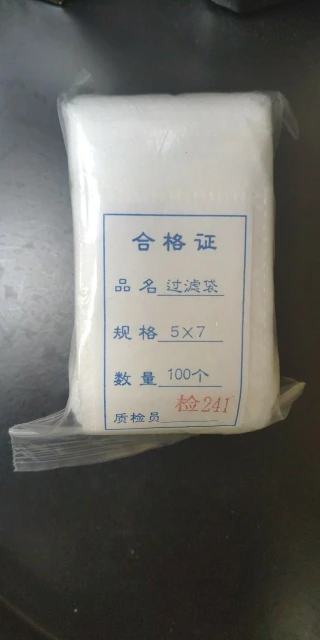 合格证
品名 过滤袋
规格 5×7
数量 100个
质检员 检241